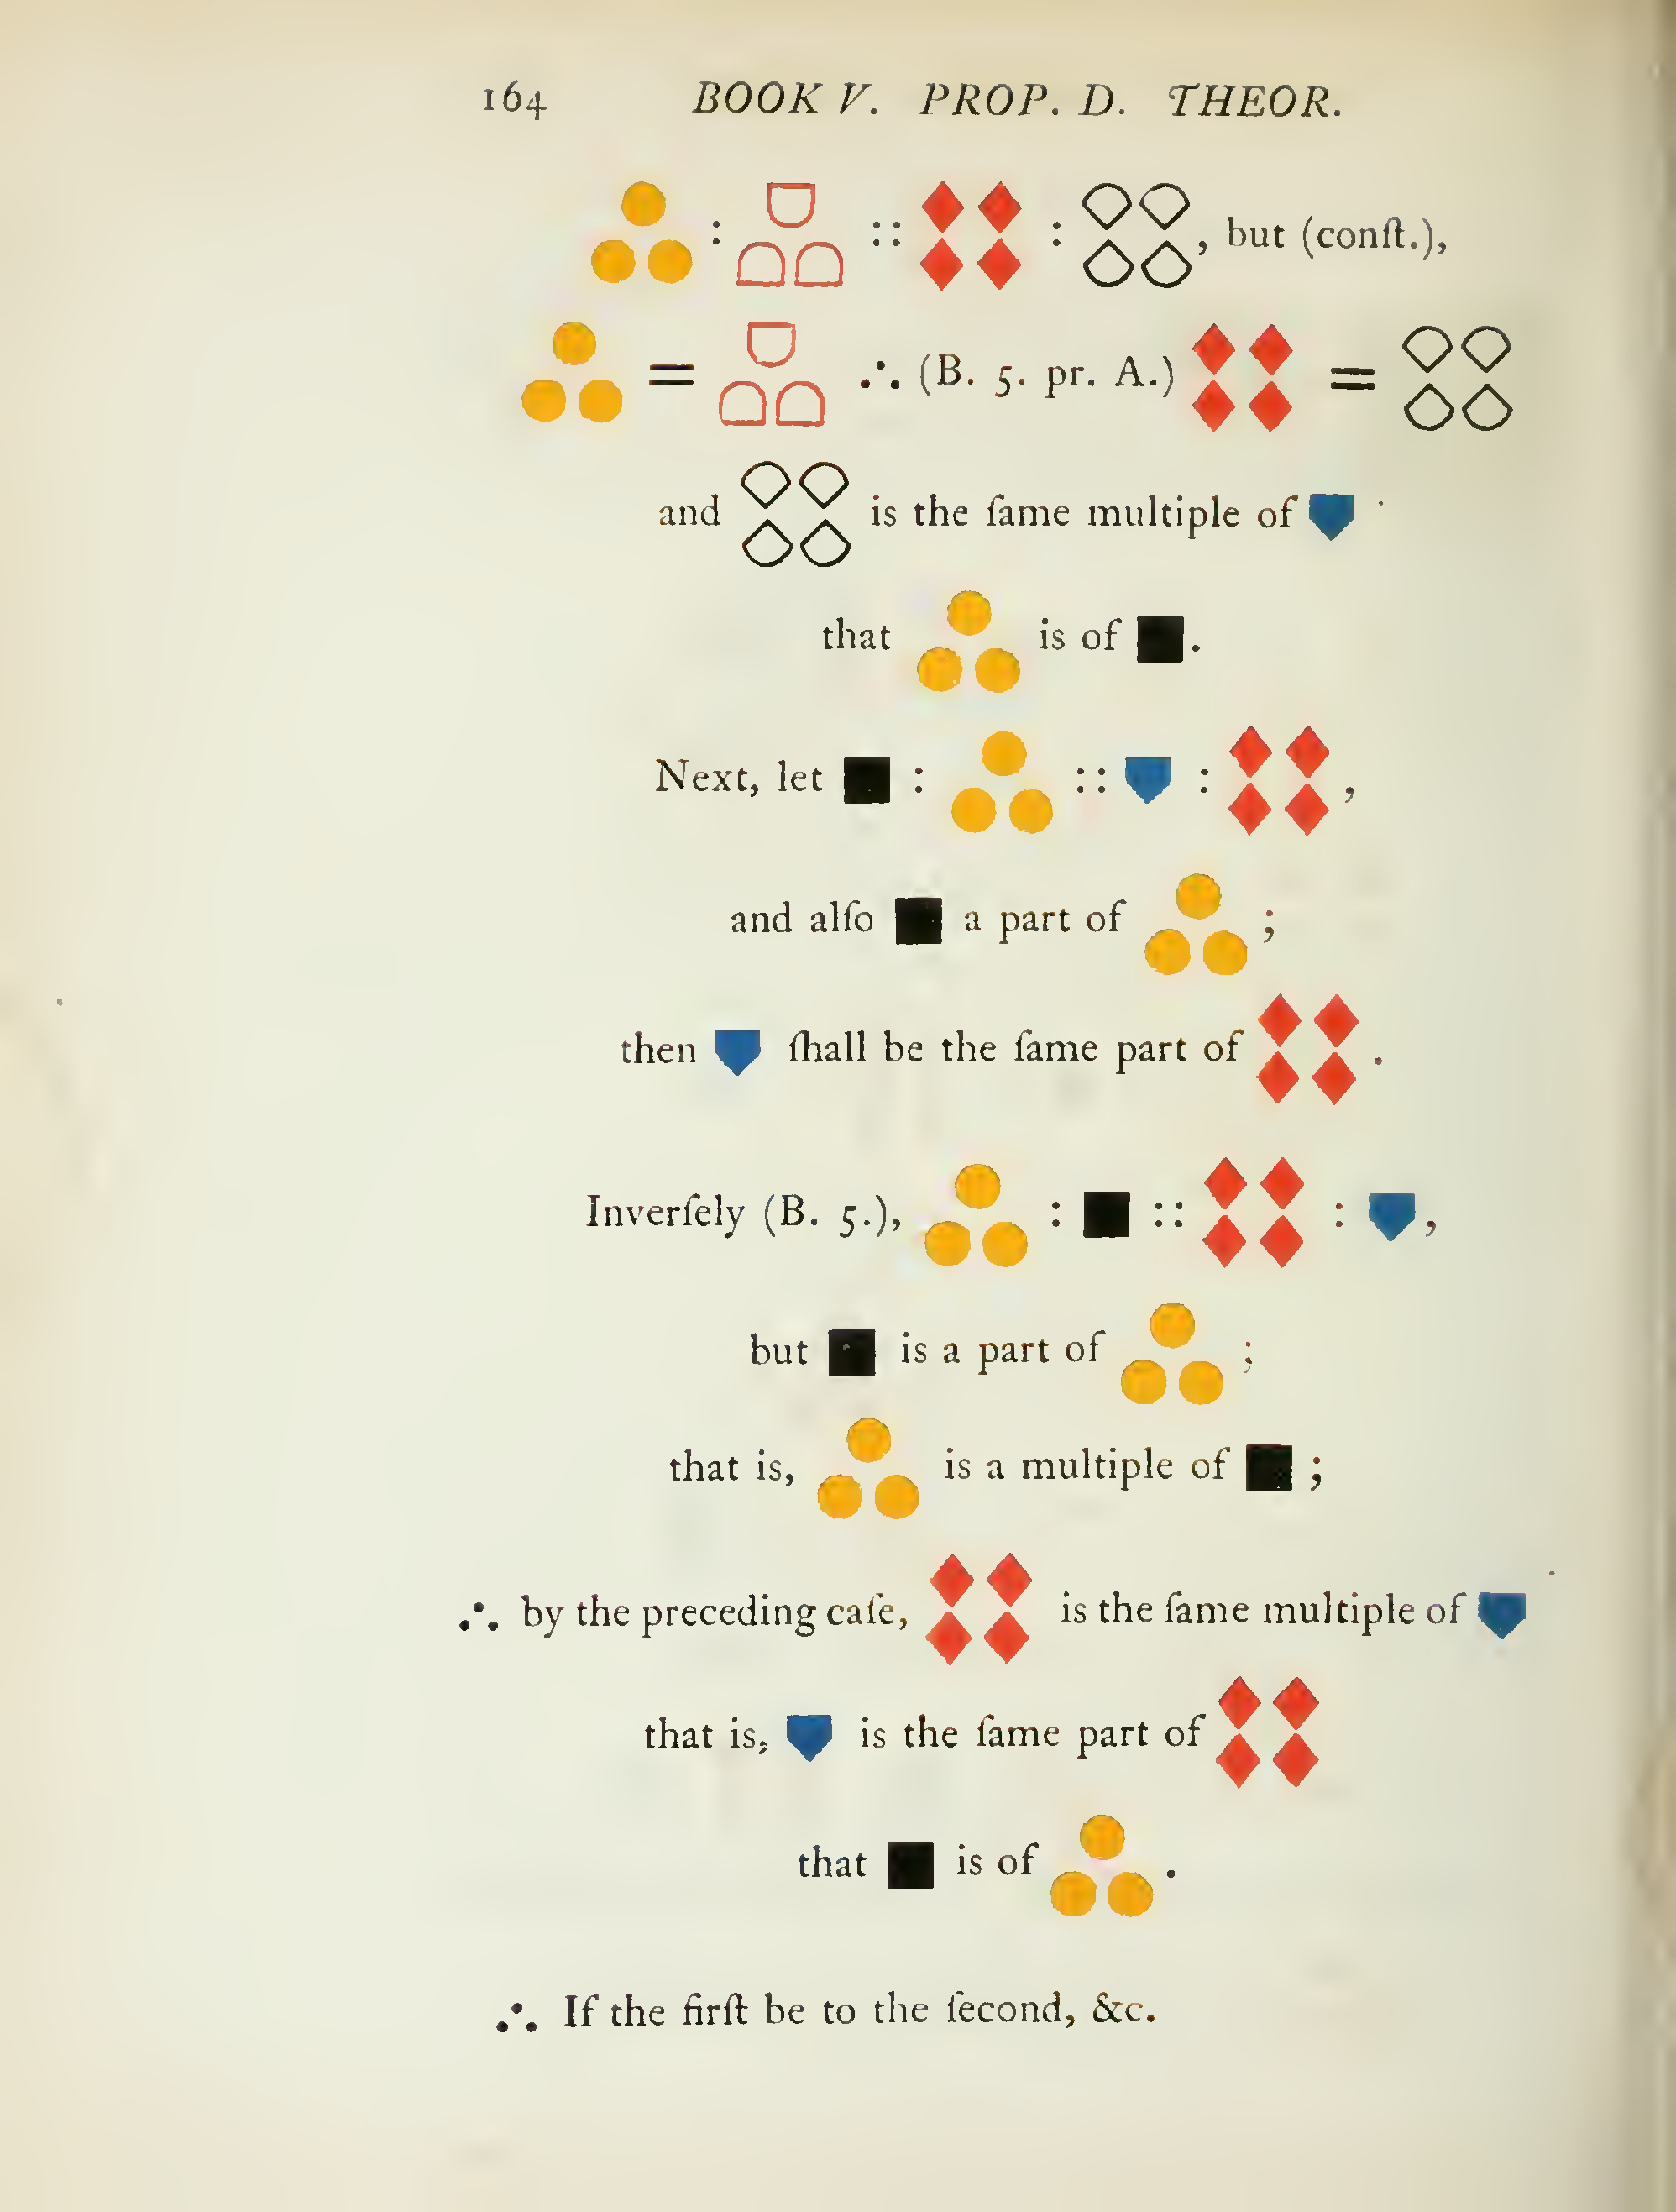 164 BOOK V. PROP. D. THEOR.
: :: : , but (conſt.),
= ∴ (B. 5. pr. A.) =
and is the ſame multiple of
that is of .
Next, let : :: : ,
and alſo a part of ;
then ſhall be the ſame part of .
Inverſely (B. 5.), : :: : ,
but is a part of ;
that is, is a multiple of ;
∴ by the preceding caſe, is the ſame multiple of
that is, is the ſame part of
that is of .
∴ If the firſt be to the ſecond, &c.